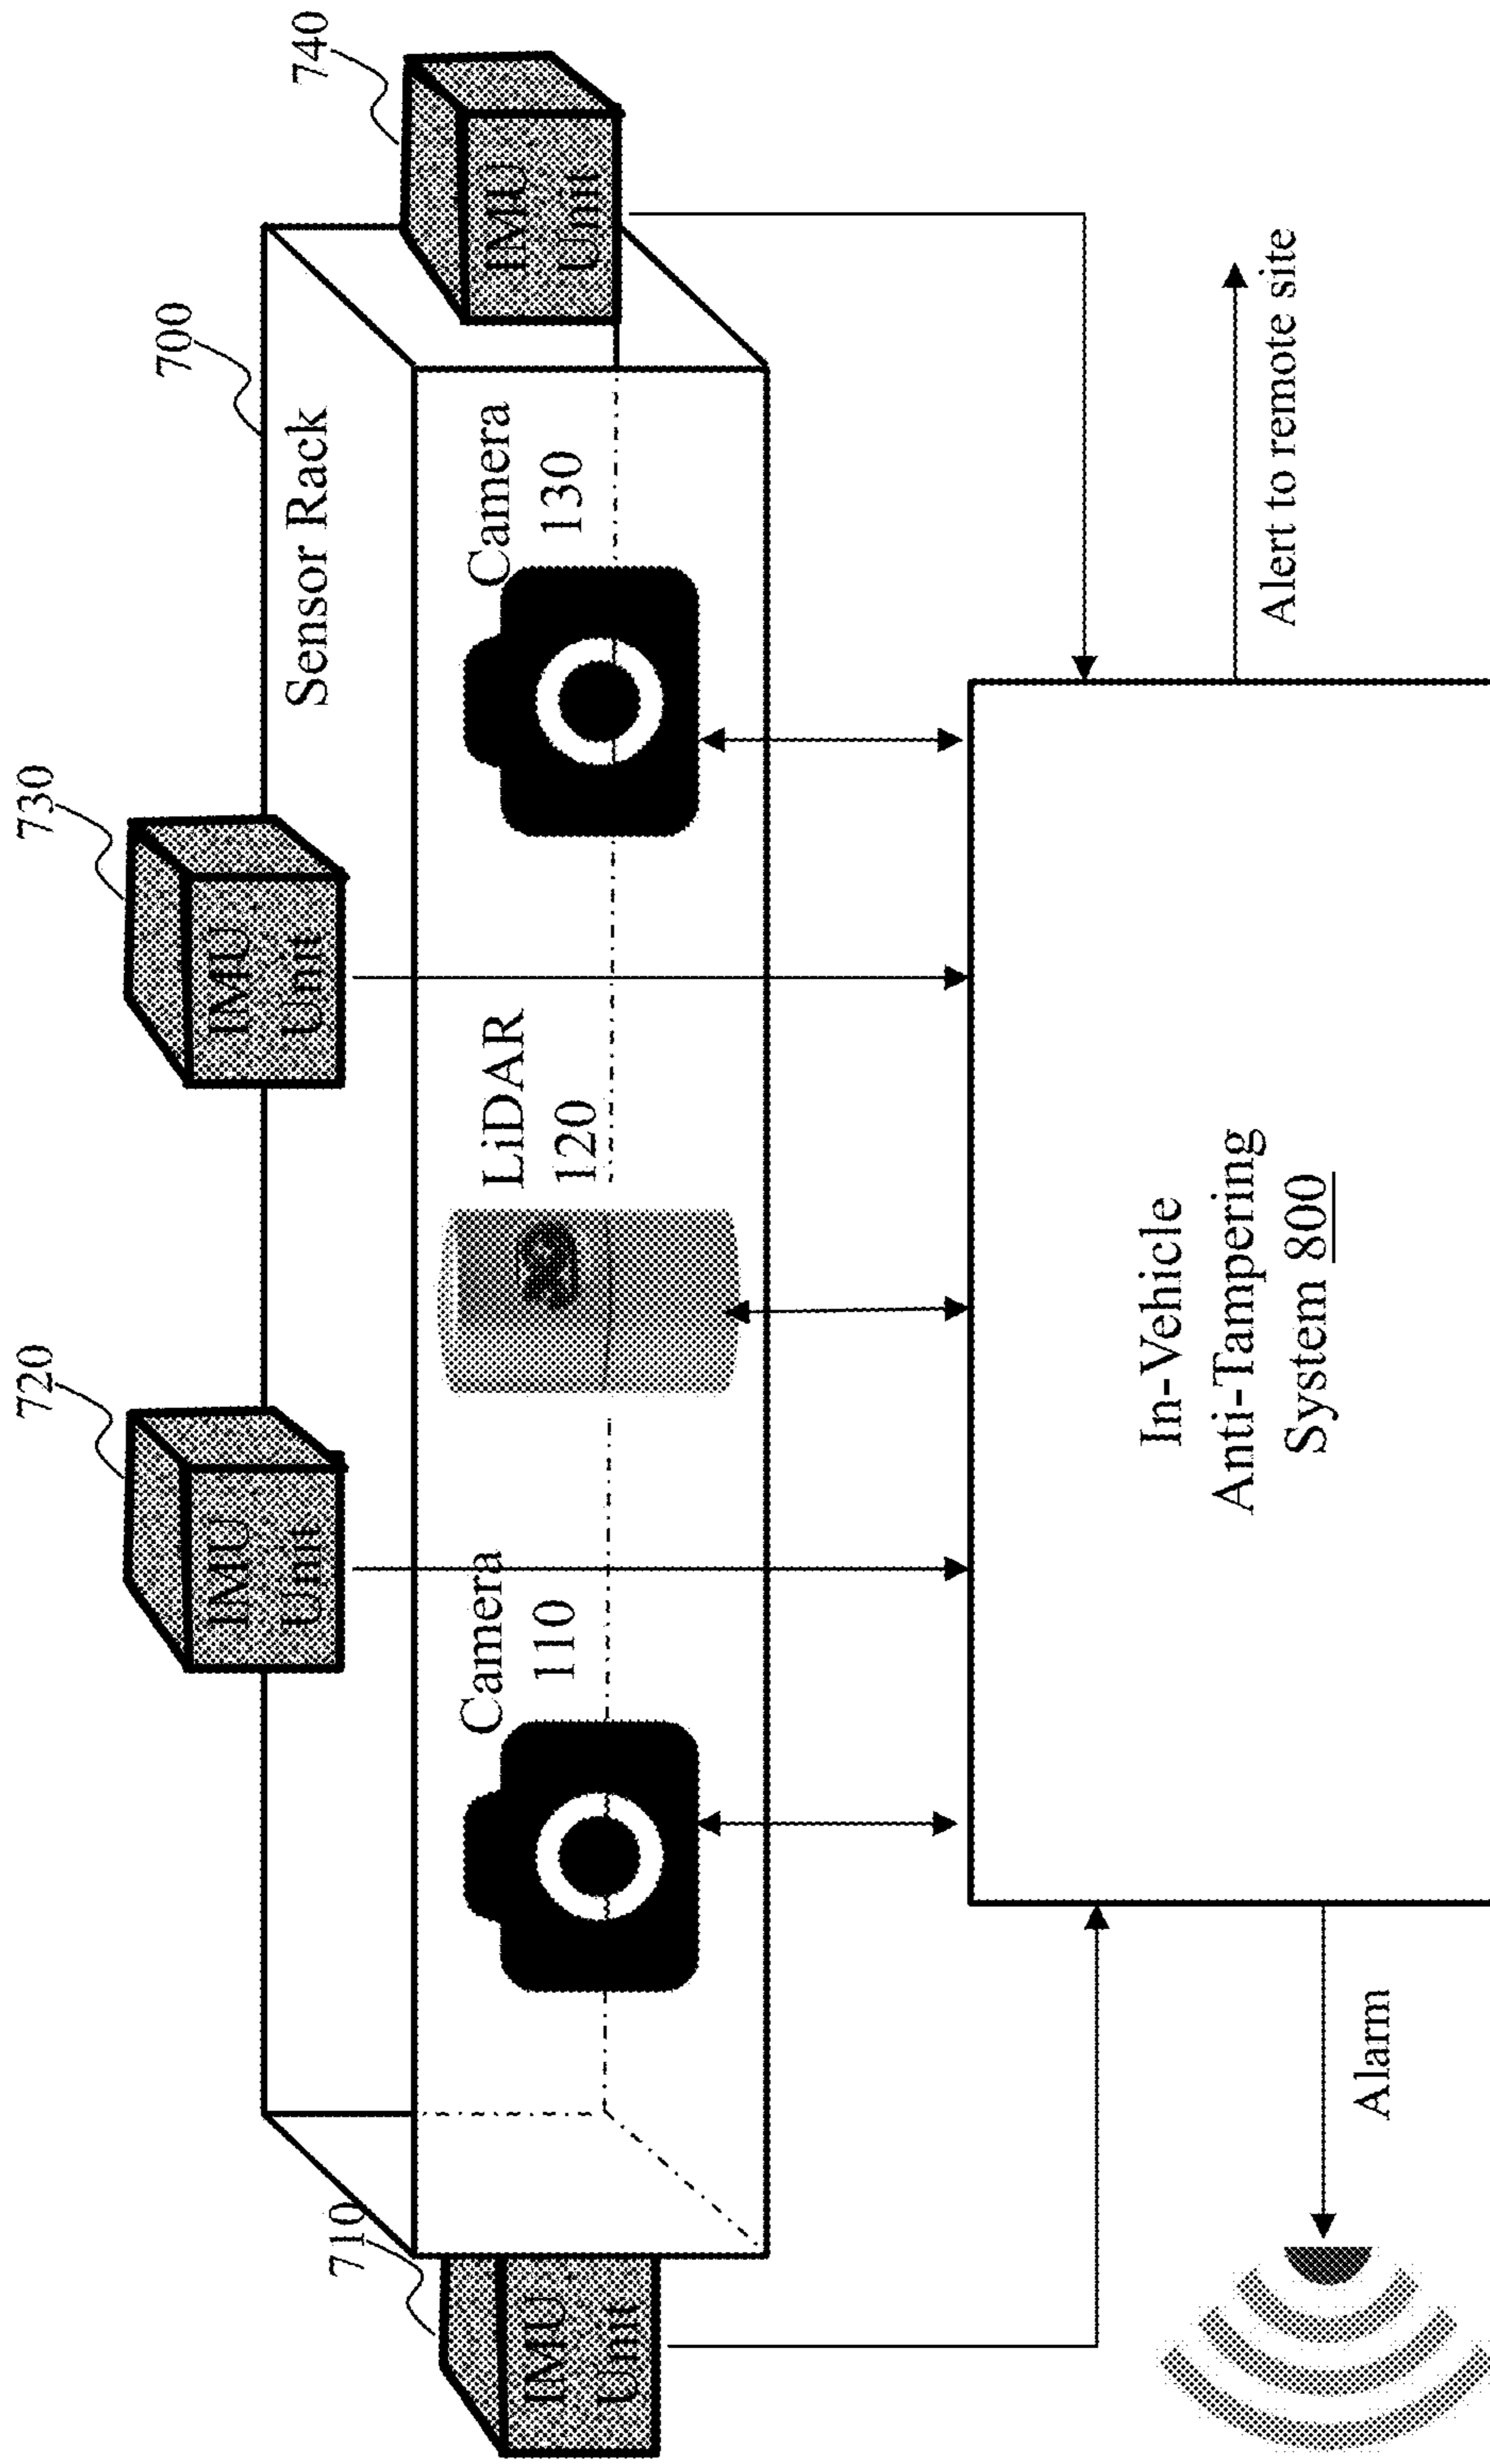 720
730
IMU
Unit
IMU
Unit
700
740
Sensor Rack
710
IMU
Unit
IMU
Unit
Camera
110
LiDAR
120
Camera
130
In-Vehicle
Anti-Tampering
System 800
Alert to remote site
Alarm